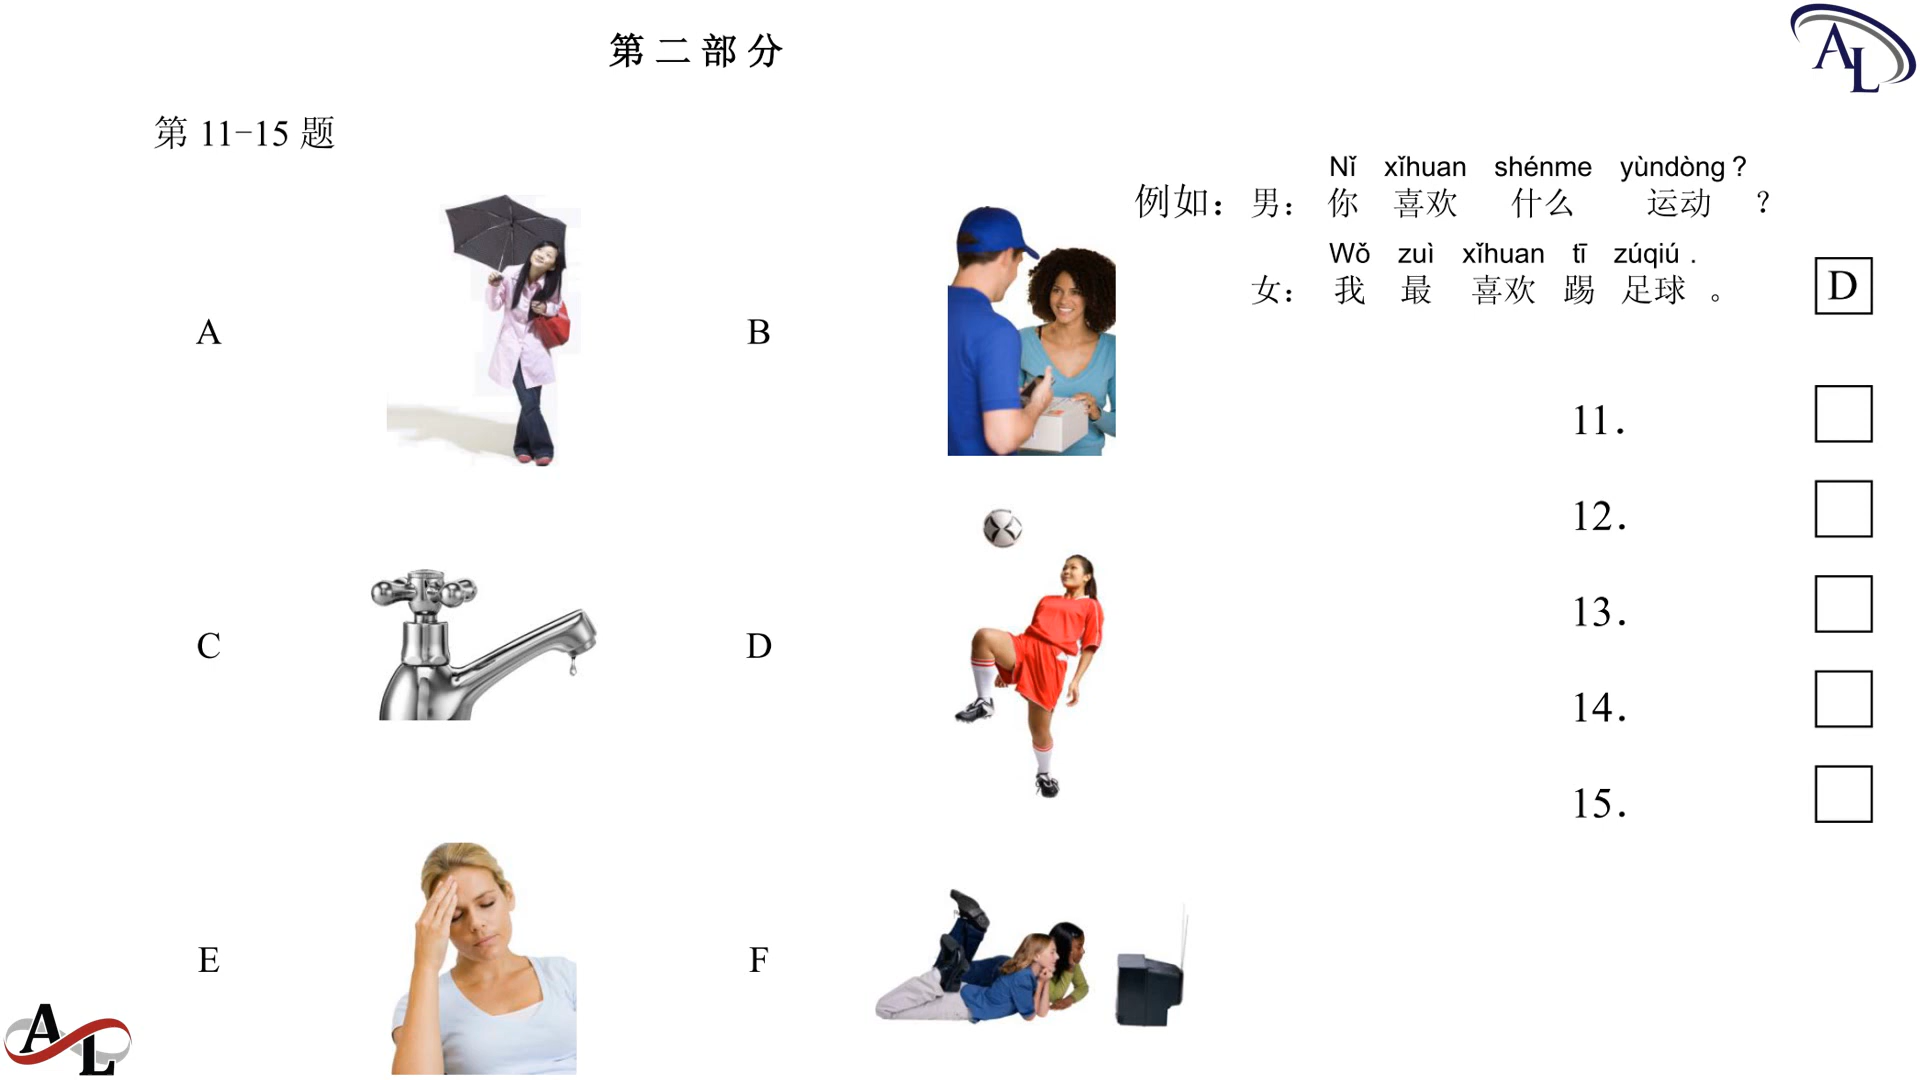 第二部分
AL
第 11-15 题
Nǐ xǐhuan shénme yùndòng?
例如: 男: 你 喜欢 什么 运动 ?
Wǒ zuì xǐhuan tī zúqiú.
女: 我 最 喜欢 踢 足球 。
D
A
B
11.
12.
13.
C
D
14.
15.
E
F
AL